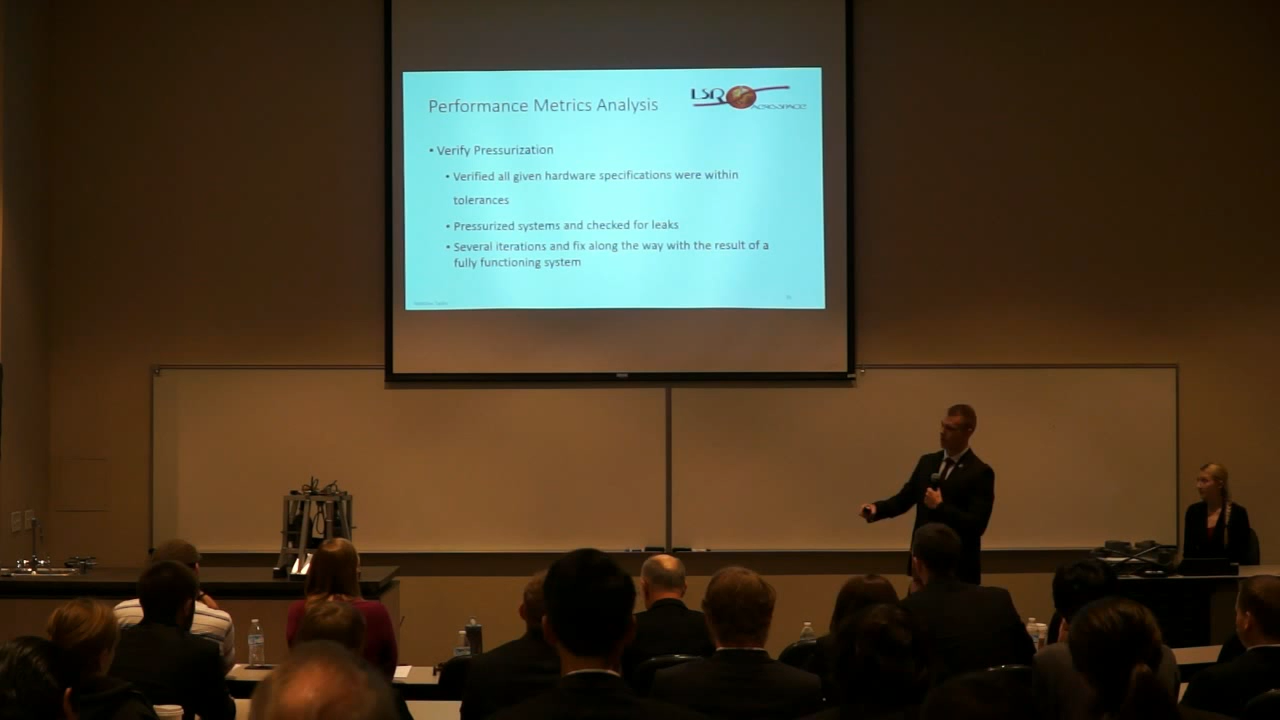 Performance Metrics Analysis
LSR
AEROSPACE
• Verify Pressurization
• Verified all given hardware specifications were within
tolerances
• Pressurized systems and checked for leaks
• Several iterations and fix along the way with the result of a
fully functioning system